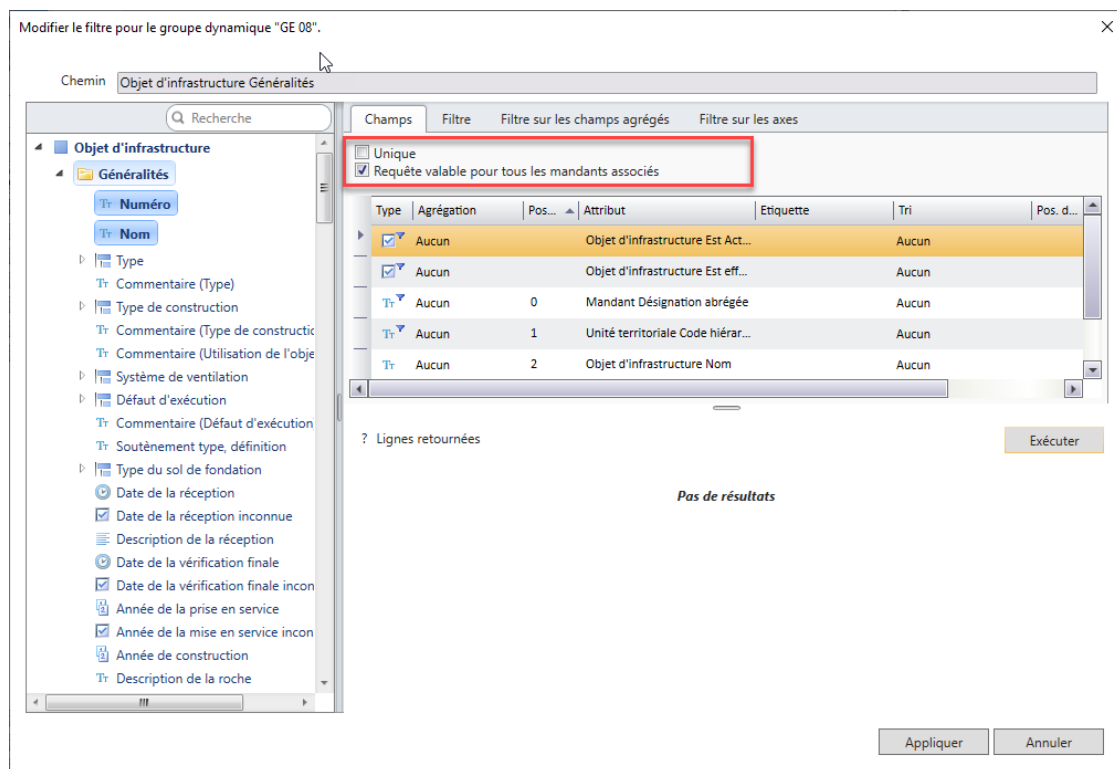 Modifier le filtre pour le groupe dynamique "GE 08".
Chemin
Objet d'infrastructure Généralités
Recherche
Objet d'infrastructure
Généralités
Numéro
Nom
Type
Commentaire (Type)
Type de construction
Commentaire (Type de constructic
Commentaire (Utilisation de l'obje
Système de ventilation
Défaut d'exécution
Commentaire (Défaut d'exécution
Soutènement type, définition
Type du sol de fondation
Date de la réception
Date de la réception inconnue
Description de la réception
Date de la vérification finale
Date de la vérification finale incon
Année de la prise en service
Année de la mise en service incon
Année de construction
Description de la roche
Champs Filtre Filtre sur les champs agrégés Filtre sur les axes
Unique
Requête valable pour tous les mandants associés
Type Agrégation Pos... Attribut Etiquette Tri Pos. d...
Aucun Objet d'infrastructure Est Act... Aucun
Aucun Objet d'infrastructure Est eff... Aucun
Tт Aucun 0 Mandant Désignation abrégée Aucun
Tт Aucun 1 Unité territoriale Code hiérar... Aucun
Tт Aucun 2 Objet d'infrastructure Nom Aucun
? Lignes retournées
Exécuter
Pas de résultats
Appliquer Annuler